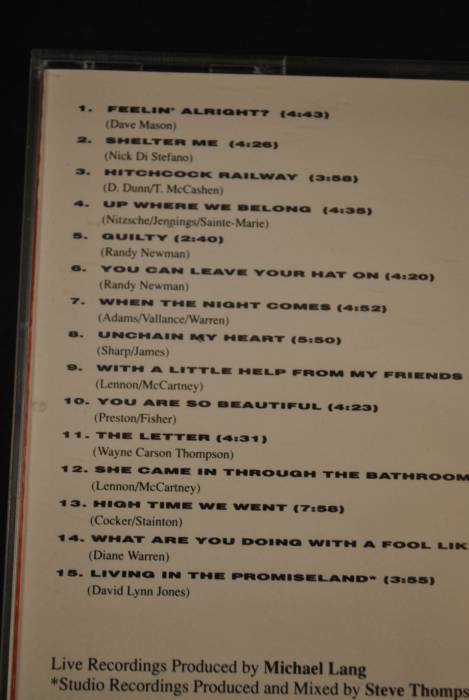 1. FEELIN' ALRIGHT? (4:43)
(Dave Mason)
2. SHELTER ME (4:26)
(Nick Di Stefano)
3. HITCHCOCK RAILWAY (3:58)
(D. Dunn/T. McCashen)
4. UP WHERE WE BELONG (4:35)
(Nitzsche/Jennings/Sainte-Marie)
5. GUILTY (2:40)
(Randy Newman)
6. YOU CAN LEAVE YOUR HAT ON (4:20)
(Randy Newman)
7. WHEN THE NIGHT COMES (4:52)
(Adams/Vallance/Warren)
8. UNCHAIN MY HEART (5:50)
(Sharp/James)
9. WITH A LITTLE HELP FROM MY FRIENDS
(Lennon/McCartney)
10. YOU ARE SO BEAUTIFUL (4:23)
(Preston/Fisher)
11. THE LETTER (4:31)
(Wayne Carson Thompson)
12. SHE CAME IN THROUGH THE BATHROOM
(Lennon/McCartney)
13. HIGH TIME WE WENT (7:58)
(Cocker/Stainton)
14. WHAT ARE YOU DOING WITH A FOOL LIK
(Diane Warren)
15. LIVING IN THE PROMISELAND* (3:55)
(David Lynn Jones)
Live Recordings Produced by Michael Lang
*Studio Recordings Produced and Mixed by Steve Thomps